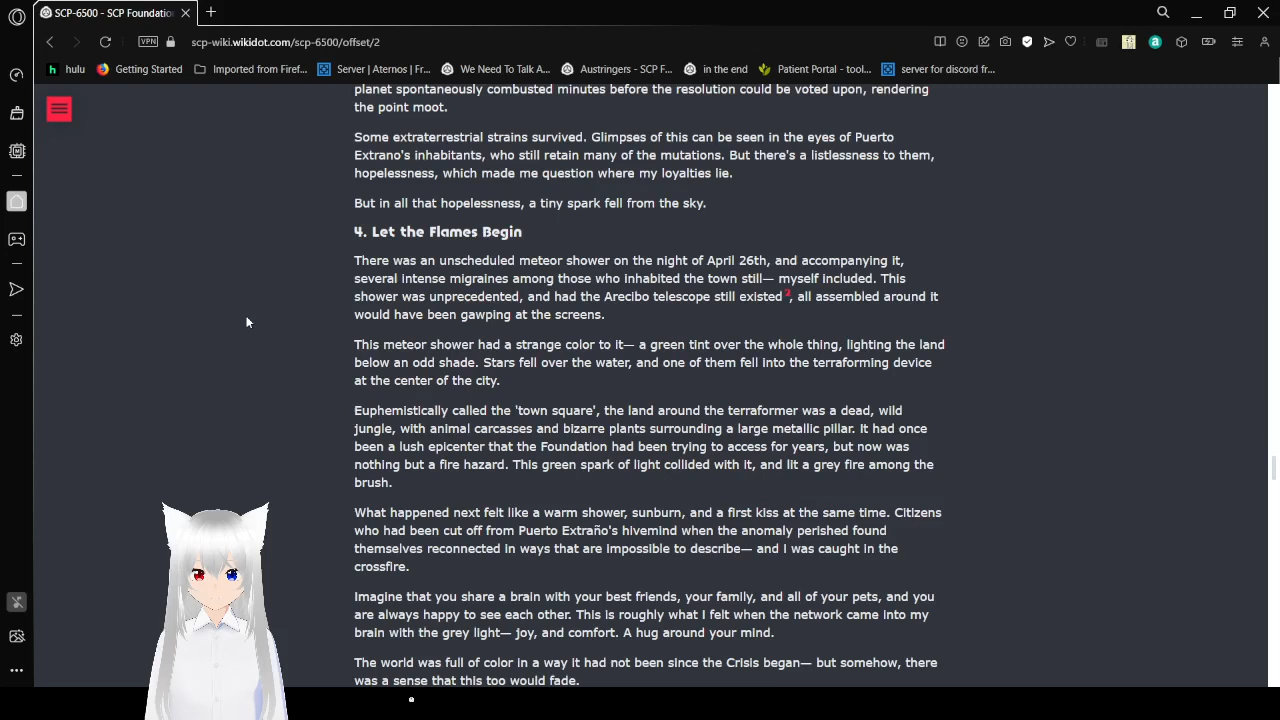 SCP-6500 - SCP Foundatio
scp-wiki.wikidot.com/scp-6500/offset/2
VPN
hulu
Getting Started
Imported from Firef...
Server | Aternos | Fr...
We Need To Talk A...
Austringers - SCP F...
in the end
Patient Portal - tool...
server for discord fr...
planet spontaneously combusted minutes before the resolution could be voted upon, rendering
the point moot.
Some extraterrestrial strains survived. Glimpses of this can be seen in the eyes of Puerto
Extrano's inhabitants, who still retain many of the mutations. But there's a listlessness to them,
hopelessness, which made me question where my loyalties lie.
But in all that hopelessness, a tiny spark fell from the sky.
4. Let the Flames Begin
There was an unscheduled meteor shower on the night of April 26th, and accompanying it,
several intense migraines among those who inhabited the town still— myself included. This
shower was unprecedented, and had the Arecibo telescope still existed2, all assembled around it
would have been gawping at the screens.
This meteor shower had a strange color to it— a green tint over the whole thing, lighting the land
below an odd shade. Stars fell over the water, and one of them fell into the terraforming device
at the center of the city.
Euphemistically called the 'town square', the land around the terraformer was a dead, wild
jungle, with animal carcasses and bizarre plants surrounding a large metallic pillar. It had once
been a lush epicenter that the Foundation had been trying to access for years, but now was
nothing but a fire hazard. This green spark of light collided with it, and lit a grey fire among the
brush.
What happened next felt like a warm shower, sunburn, and a first kiss at the same time. Citizens
who had been cut off from Puerto Extraño's hivemind when the anomaly perished found
themselves reconnected in ways that are impossible to describe— and I was caught in the
crossfire.
Imagine that you share a brain with your best friends, your family, and all of your pets, and you
are always happy to see each other. This is roughly what I felt when the network came into my
brain with the grey light— joy, and comfort. A hug around your mind.
The world was full of color in a way it had not been since the Crisis began— but somehow, there
was a sense that this too would fade.